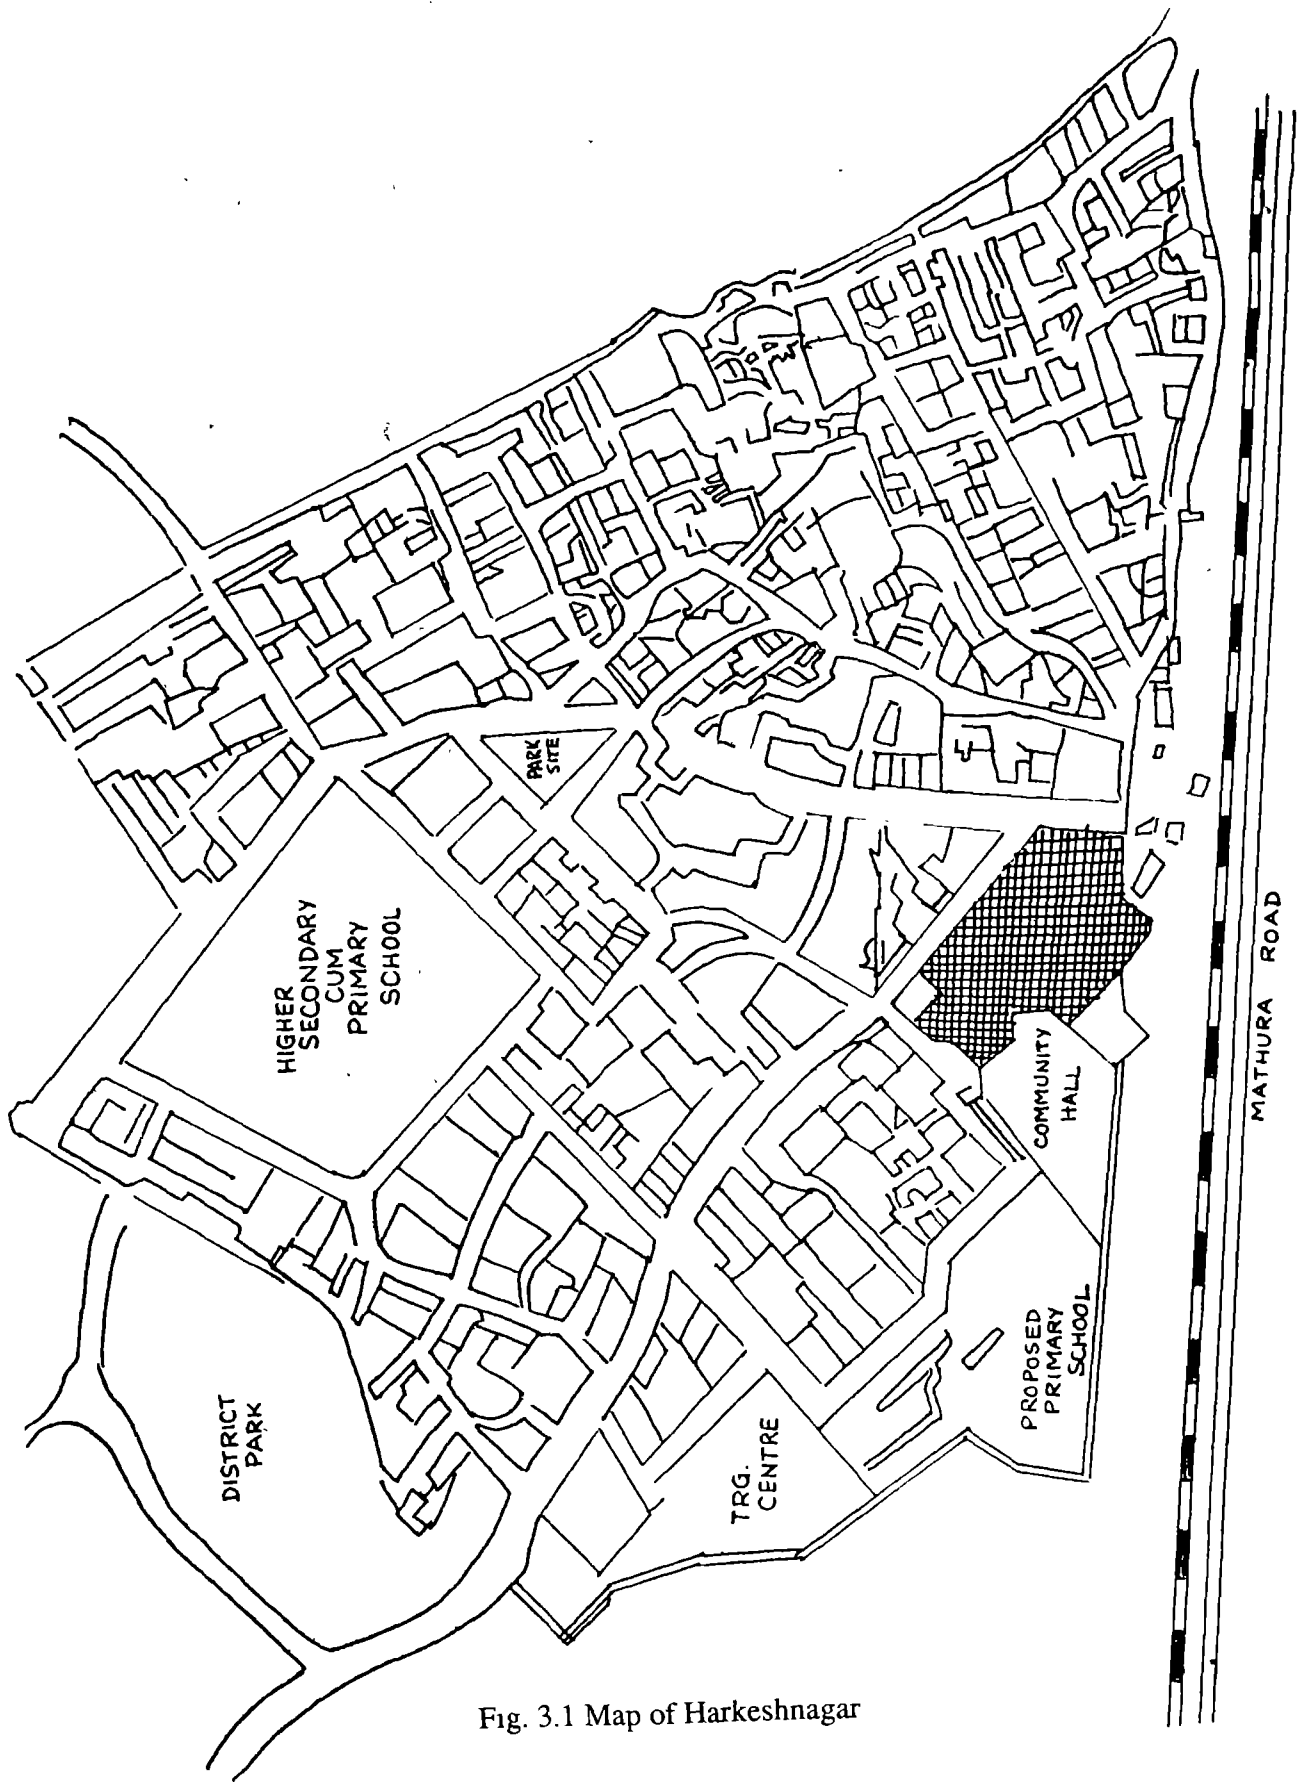 PARK
SITE
HIGHER
SECONDARY
CUM
PRIMARY
SCHOOL
MATHURA ROAD
COMMUNITY
HALL
PROPOSED
PRIMARY
SCHOOL
DISTRICT
PARK
TRG.
CENTRE
Fig. 3.1 Map of Harkeshnagar